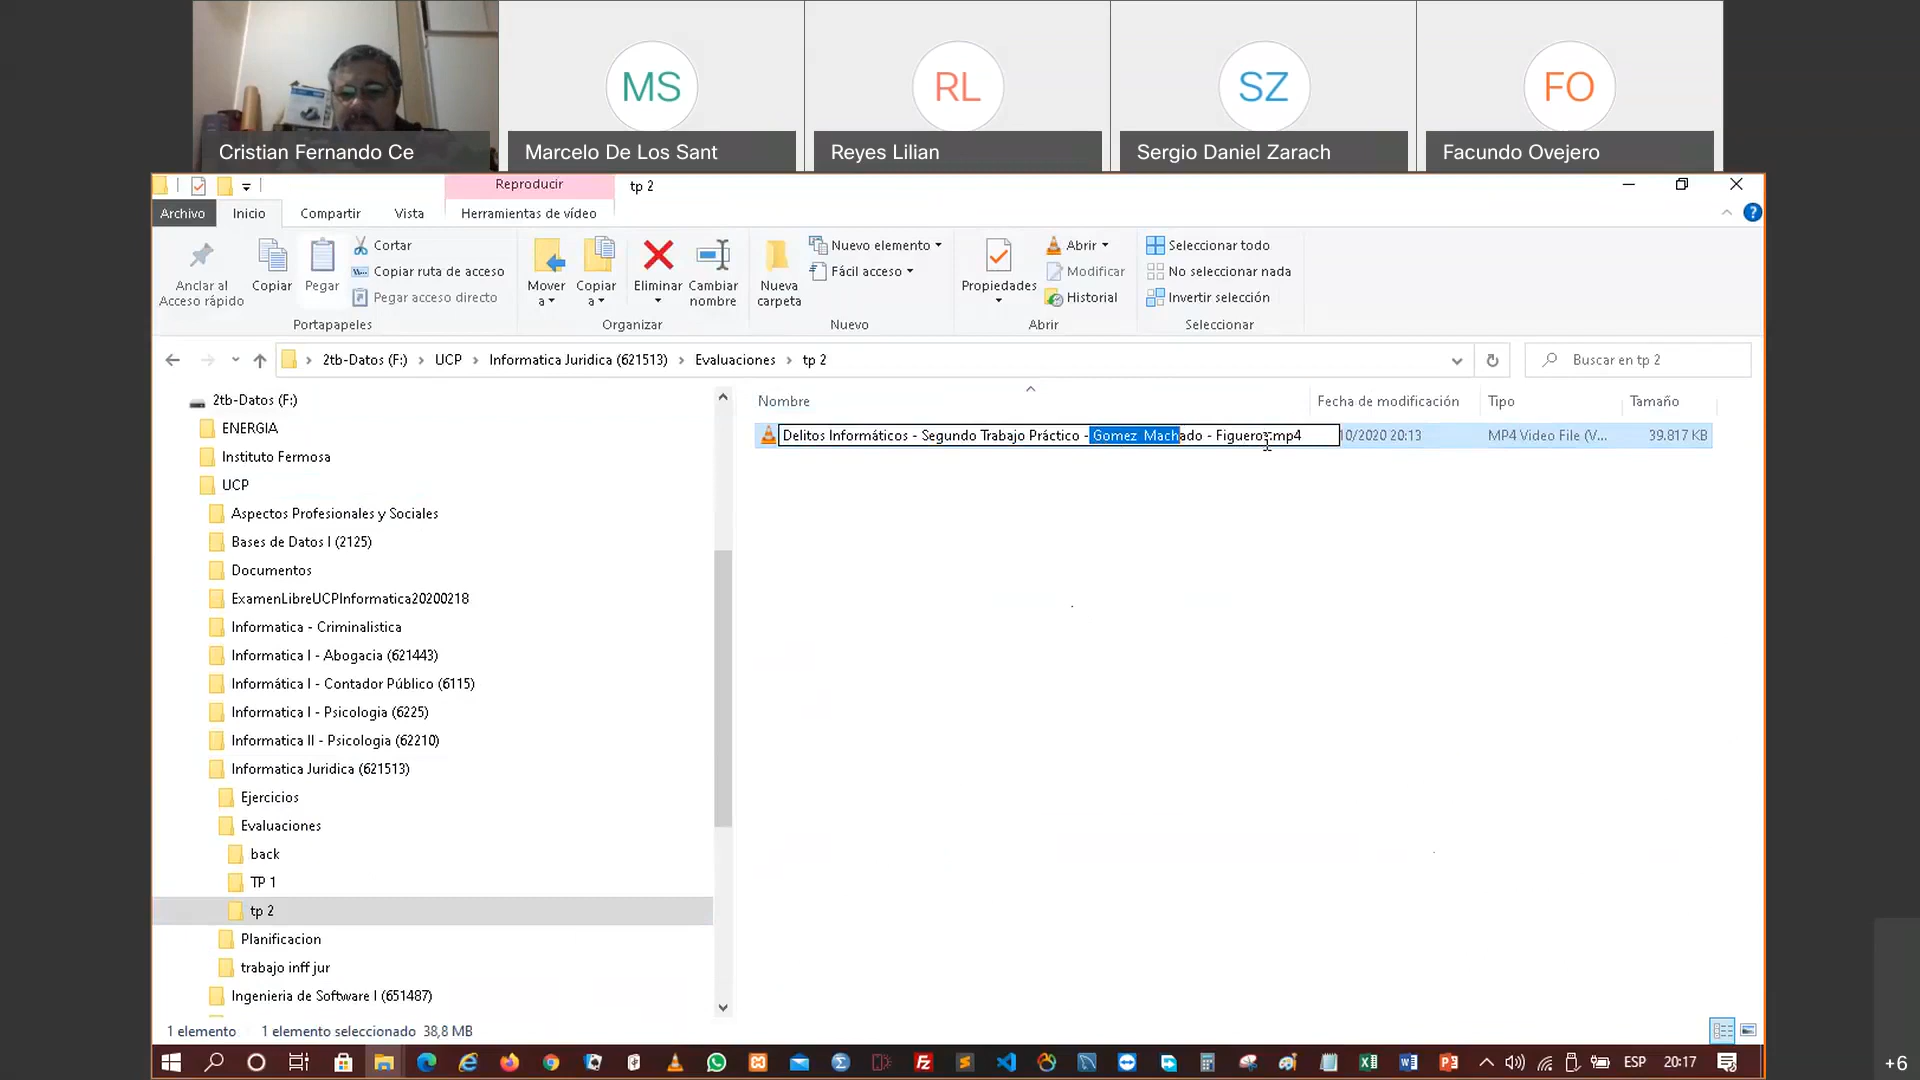 MS
RL
SZ
FO
Cristian Fernando Ce
Marcelo De Los Sant
Reyes Lilian
Sergio Daniel Zarach
Facundo Ovejero
Reproducir
tp 2
Archivo
Inicio
Compartir
Vista
Herramientas de vídeo
Anclar al
Acceso rápido
Copiar
Pegar
Cortar
Copiar ruta de acceso
Pegar acceso directo
Portapapeles
Mover
a
Copiar
a
Eliminar
Cambiar
nombre
Organizar
Nueva
carpeta
Nuevo elemento
Fácil acceso
Nuevo
Propiedades
Abrir
Modificar
Historial
Abrir
Seleccionar todo
No seleccionar nada
Invertir selección
Seleccionar
2tb-Datos (F:) › UCP › Informatica Juridica (621513) › Evaluaciones › tp 2
Buscar en tp 2
Nombre
Fecha de modificación
Tipo
Tamaño
Delitos Informáticos - Segundo Trabajo Práctico - Gomez Machado - .mp4
10/2020 20:13
MP4 Video File (V...
39.817 KB
2tb-Datos (F:)
ENERGIA
Instituto Fermosa
UCP
Aspectos Profesionales y Sociales
Bases de Datos I (2125)
Documentos
ExamenLibreUCPInformatica20200218
Informatica - Criminalistica
Informatica I - Abogacia (621443)
Informática I - Contador Público (6115)
Informatica I - Psicologia (6225)
Informatica II - Psicologia (62210)
Informatica Juridica (621513)
Ejercicios
Evaluaciones
back
TP 1
tp 2
Planificacion
trabajo inff jur
Ingenieria de Software I (651487)
1 elemento
1 elemento seleccionado 38,8 MB
ESP
20:17
+6